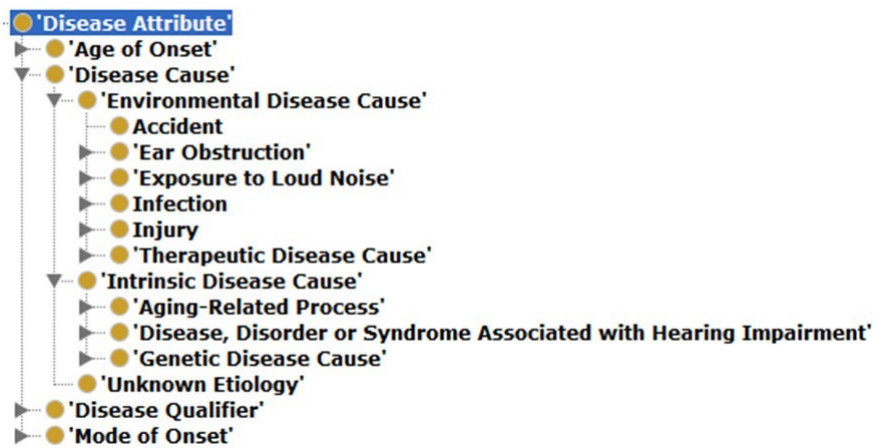 'Disease Attribute'
'Age of Onset'
'Disease Cause'
'Environmental Disease Cause'
Accident
'Ear Obstruction'
'Exposure to Loud Noise'
Infection
Injury
'Therapeutic Disease Cause'
'Intrinsic Disease Cause'
'Aging-Related Process'
'Disease, Disorder or Syndrome Associated with Hearing Impairment'
'Genetic Disease Cause'
'Unknown Etiology'
'Disease Qualifier'
'Mode of Onset'